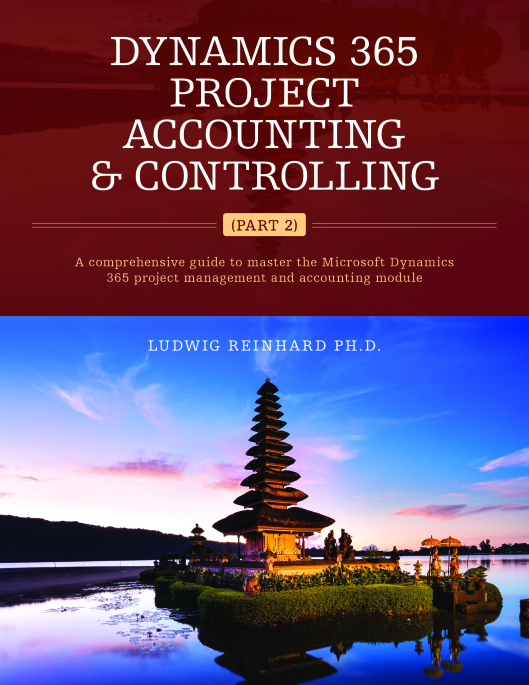 DYNAMICS 365
PROJECT
ACCOUNTING
& CONTROLLING
(PART 2)
A comprehensive guide to master the Microsoft Dynamics
365 project management and accounting module
LUDWIG REINHARD PH.D.